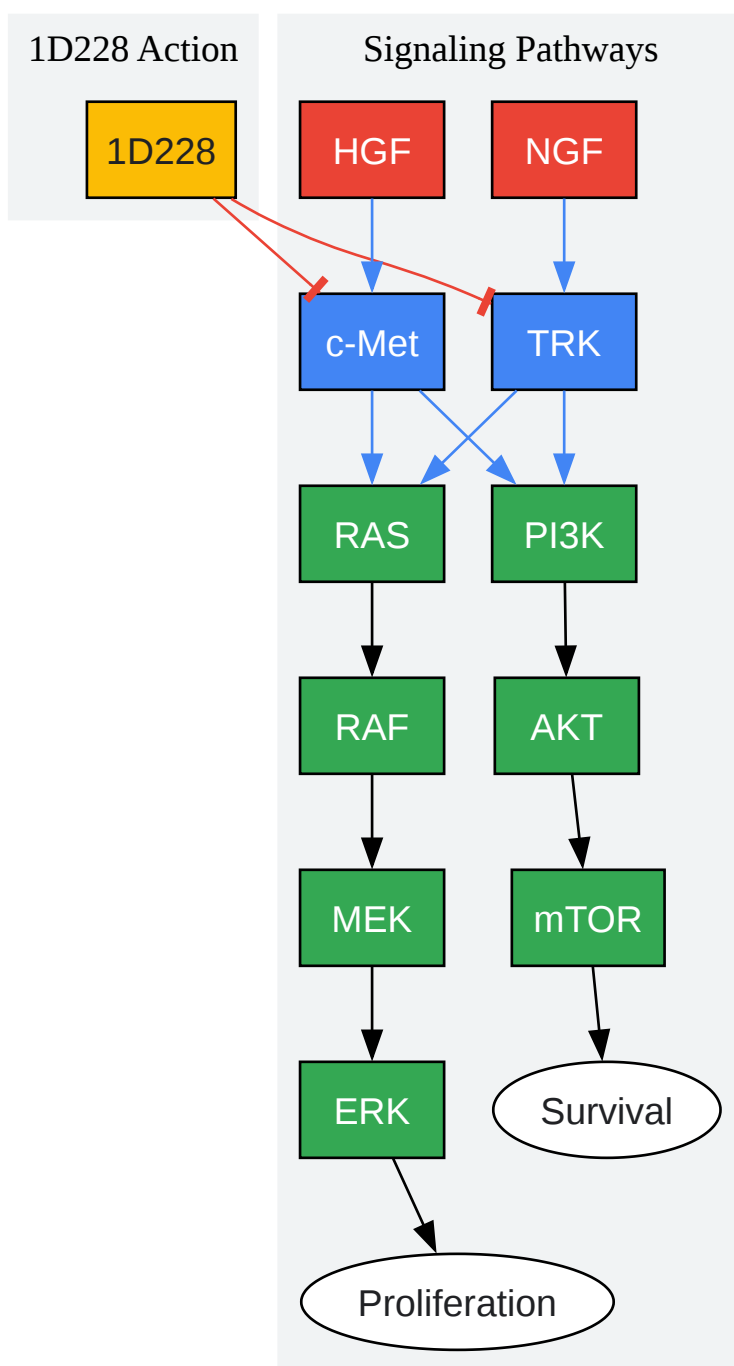 1D228 Action
Signaling Pathways
1D228
HGF
NGF
c-Met
TRK
RAS
PI3K
RAF
AKT
MEK
mTOR
ERK
Survival
Proliferation